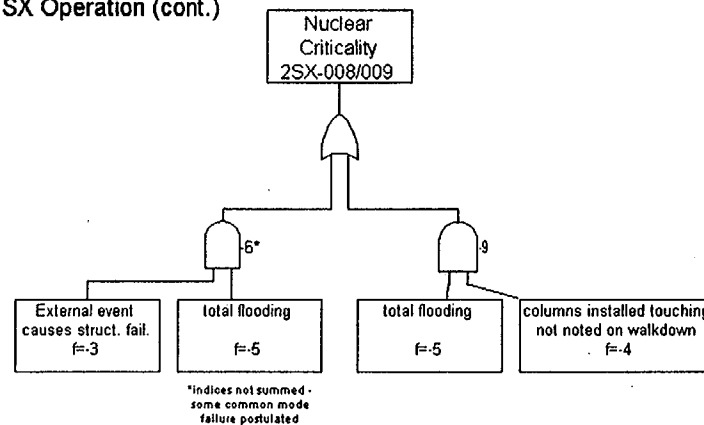 SX Operation (cont.)
Nuclear
Criticality
2SX-008/009
-6*
-9
External event
causes struct. fail.
f=-3
total flooding
f=-5
total flooding
f=-5
columns installed touching
not noted on walkdown
f=-4
*indices not summed -
some common mode
failure postulated